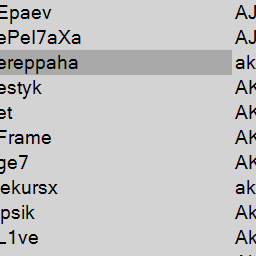 Epaev AJ
ePel7aXa AJ
ereppaha ak
estyk AK
et AK
Frame AK
ge7 AK
ekursx ak
psik Ak
L1ve Ak